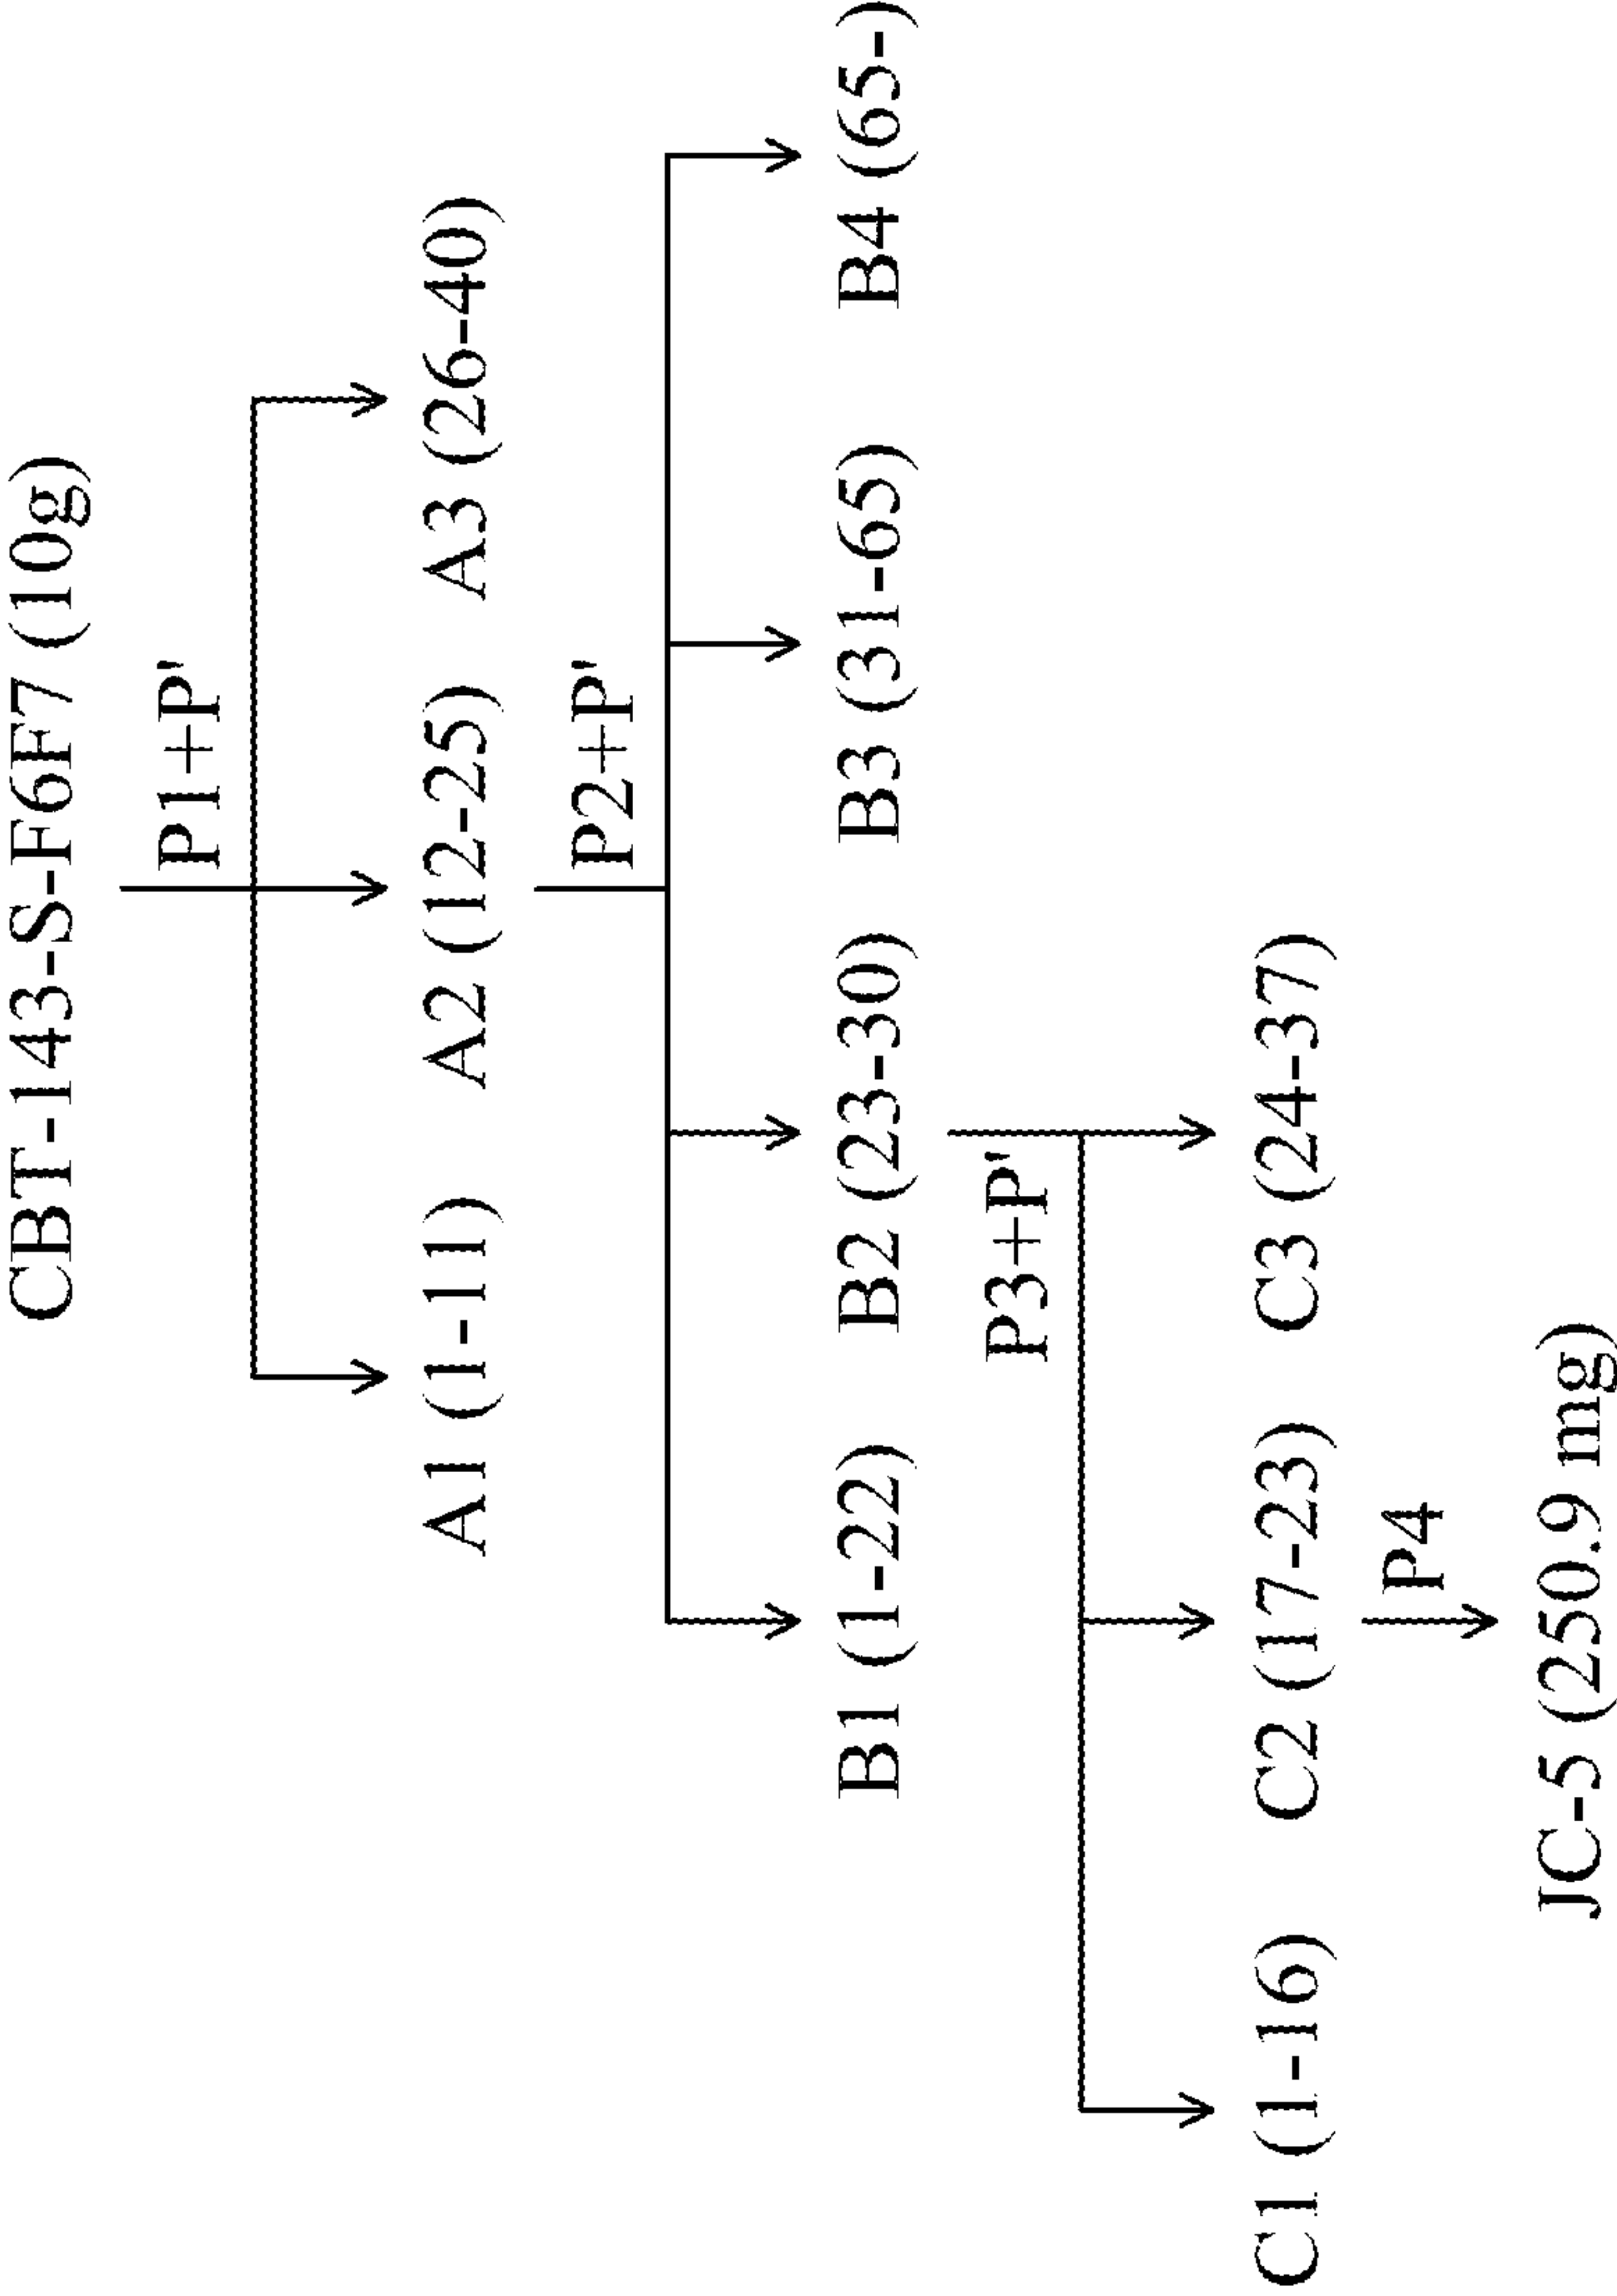 CBT-143-S-F6F7 (10g)
P1+P'
A1 (1-11) A2 (12-25) A3 (26-40)
P2+P'
B1 (1-22) B2 (23-30) B3 (31-65) B4 (65-)
P3+P'
C1 (1-16) C2 (17-23) C3 (24-37)
P4
JC-5 (250.9 mg)